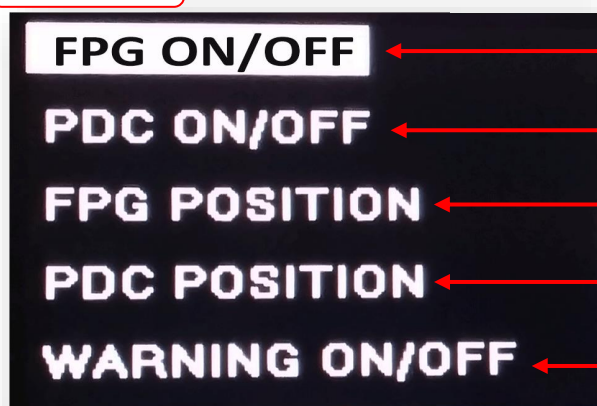 FPG ON/OFF
PDC ON/OFF
FPG POSITION
PDC POSITION
WARNING ON/OFF